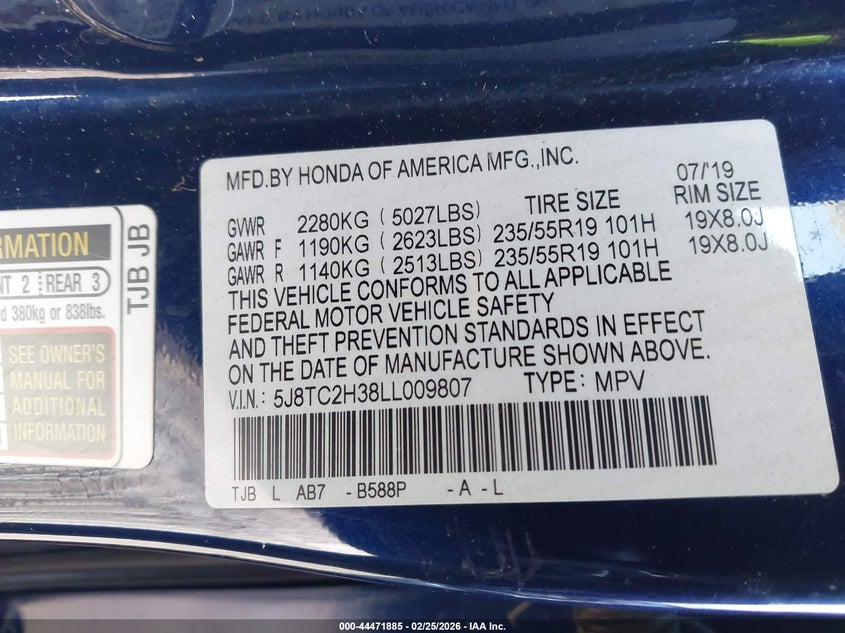 MFD.BY HONDA OF AMERICA MFG.,INC. 07/'19
TIRE SIZE RIM SIZE
GVWR 2280KG (5027LBS)
GAWR F 1190KG (2623LBS) 235/55R19 101H 19X8.0J
GAWR R 1140KG (2513LBS) 235/55R19 101H 19X8.0J
THIS VEHICLE CONFORMS TO ALL APPLICABLE
FEDERAL MOTOR VEHICLE SAFETY
AND THEFT PREVENTION STANDARDS IN EFFECT
ON THE DATE OF MANUFACTURE SHOWN ABOVE.
V.I.N.: 5J8TC2H38LL009807 TYPE: MPV
TJB L AB7 -B588P -A -L
RMATION
NT 2 REAR 3
d 380kg or 838lbs.
SEE OWNER'S
MANUAL FOR
ADDITIONAL
INFORMATION
TJB JB
000-44471885 - 02/25/2026 - IAA Inc.